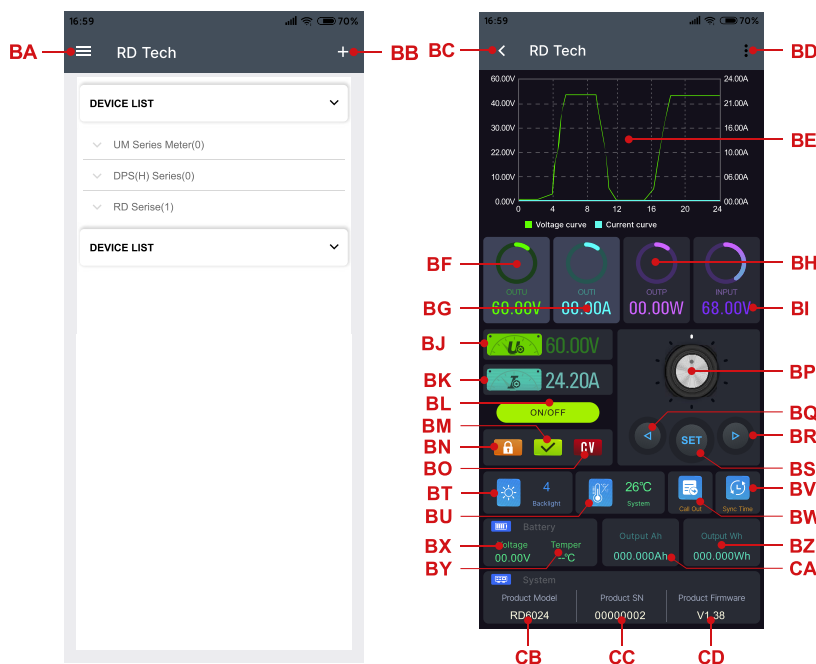 16:59 70%
BA RD Tech + BB
DEVICE LIST
UM Series Meter(0)
DPS(H) Series(0)
RD Serise(1)
DEVICE LIST
16:59 70%
BC RD Tech BD
60.00V 24.00A
40.00V 21.00A
30.00V 16.00A
BE
22.00V 10.00A
10.00V 06.00A
0.00V 00.00A
0 4 8 12 16 20 24
Voltage curve Current curve
BF BH
OUTU OUTI OUTP INPUT
BG 60.00V 00.00A 00.00W 68.00V BI
BJ U 60.00V
BK I 24.20A BP
BL ON/OFF
BM BQ
BN CV SET BR
BO BS
BT 4 Backlight 26°C System BV
BU Call Out Sync Time BW
Battery
BX Voltage Temper Output Ah Output Wh BZ
BY 00.00V --°C 000.000Ah 000.000Wh CA
System
Product Model Product SN Product Firmware
RD6024 00000002 V1.38
CB CC CD